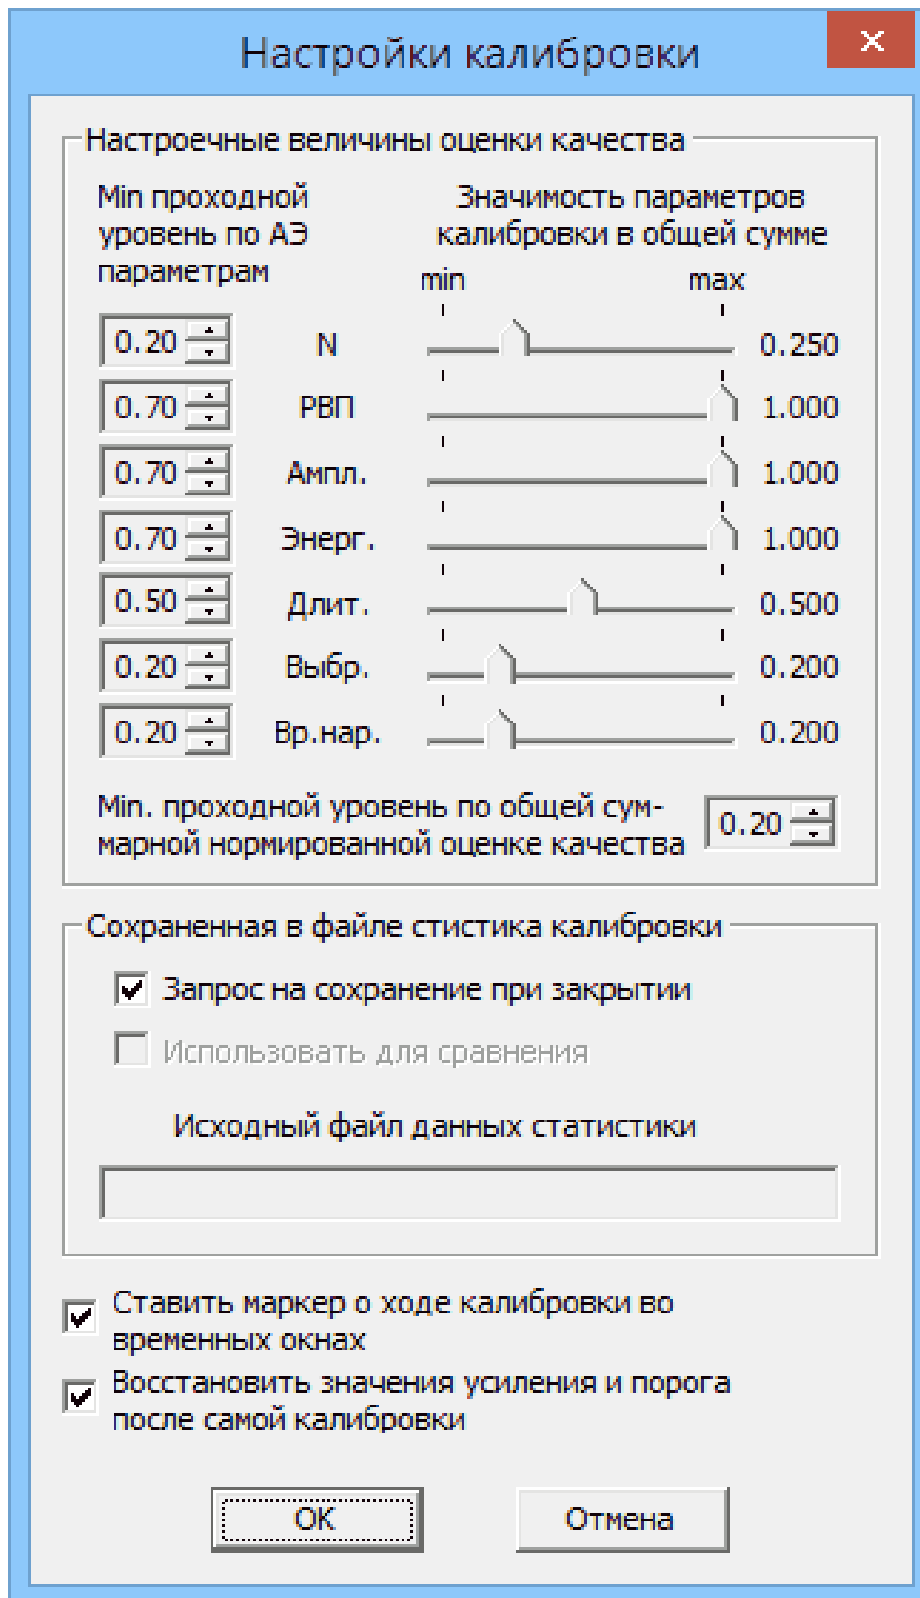 Настройки калибровки
Настроечные величины оценки качества
Min проходной
уровень по АЭ
параметрам
Значимость параметров
калибровки в общей сумме
min max
0.20 N 0.250
0.70 РВП 1.000
0.70 Ампл. 1.000
0.70 Энерг. 1.000
0.50 Длит. 0.500
0.20 Выбр. 0.200
0.20 Вр.нар. 0.200
Min. проходной уровень по общей сум-
марной нормированной оценке качества 0.20
Сохраненная в файле стистика калибровки
Запрос на сохранение при закрытии
Использовать для сравнения
Исходный файл данных статистики
Ставить маркер о ходе калибровки во
временных окнах
Восстановить значения усиления и порога
после самой калибровки
OK Отмена